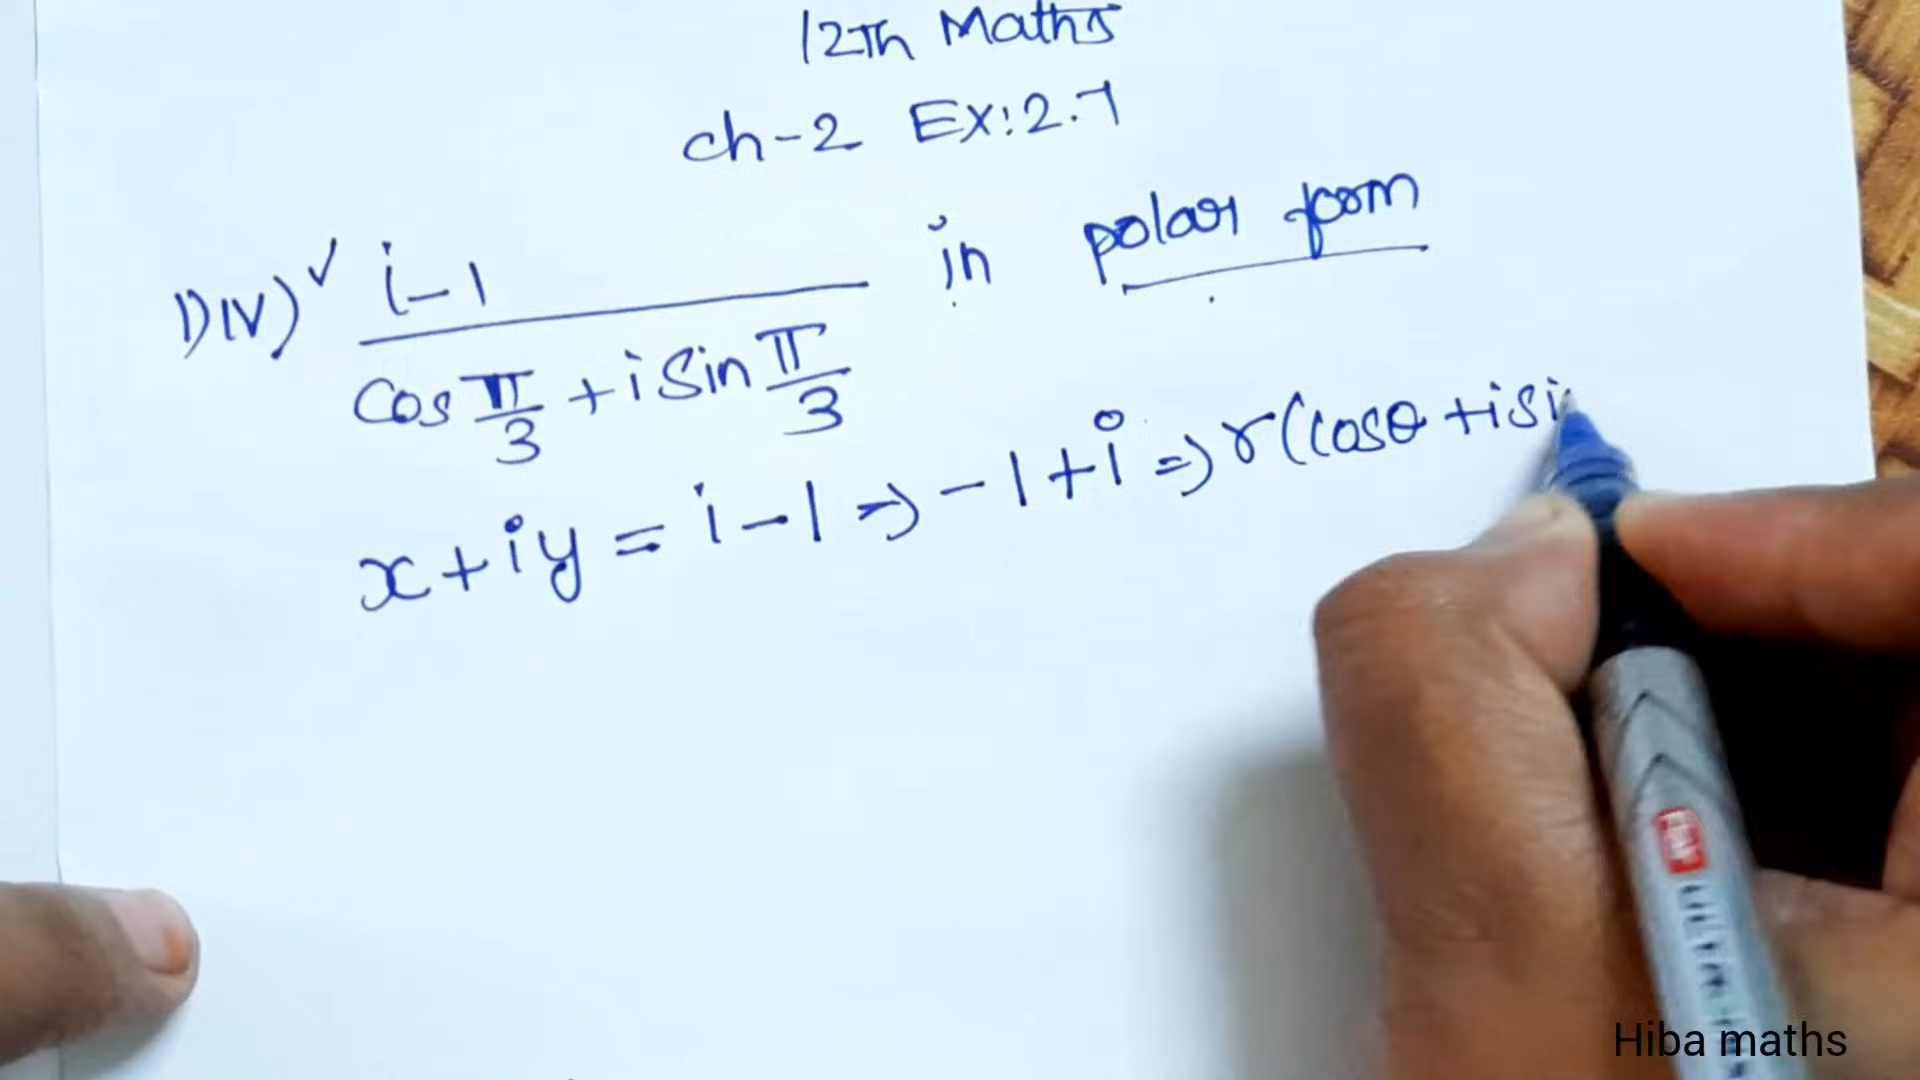 12Th Maths
ch-2 Ex:2.7
1) IV) ✓ i-1 / cos π/3 + i sin π/3 in polar form
x+iy = i-1 ⇒ -1+i ⇒ r(cosθ +isi
Hiba maths